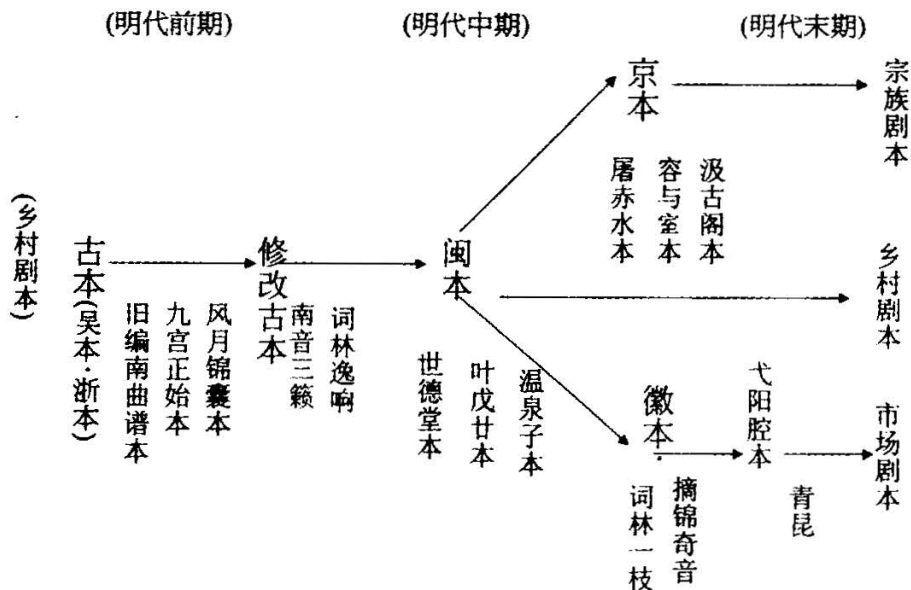 (明代前期)
(明代中期)
(明代末期)
(乡村剧本)
古本(吴本·浙本)
旧编南曲谱本
九宫正始本
风月锦囊本
修改古本
南音三籁
词林逸响
闽本
世德堂本
叶戊廿本
温泉子本
京本
屠赤水本
容与室本
汲古阁本
宗族剧本
乡村剧本
徽本
词林一枝
摘锦奇音
弋阳腔本
青昆
市场剧本